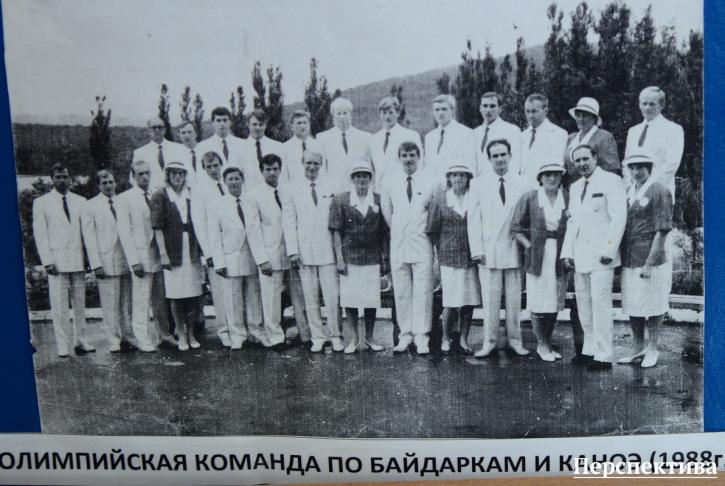 ОЛИМПИЙСКАЯ КОМАНДА ПО БАЙДАРКАМ И КАНОЭ (1988г
Перспектива